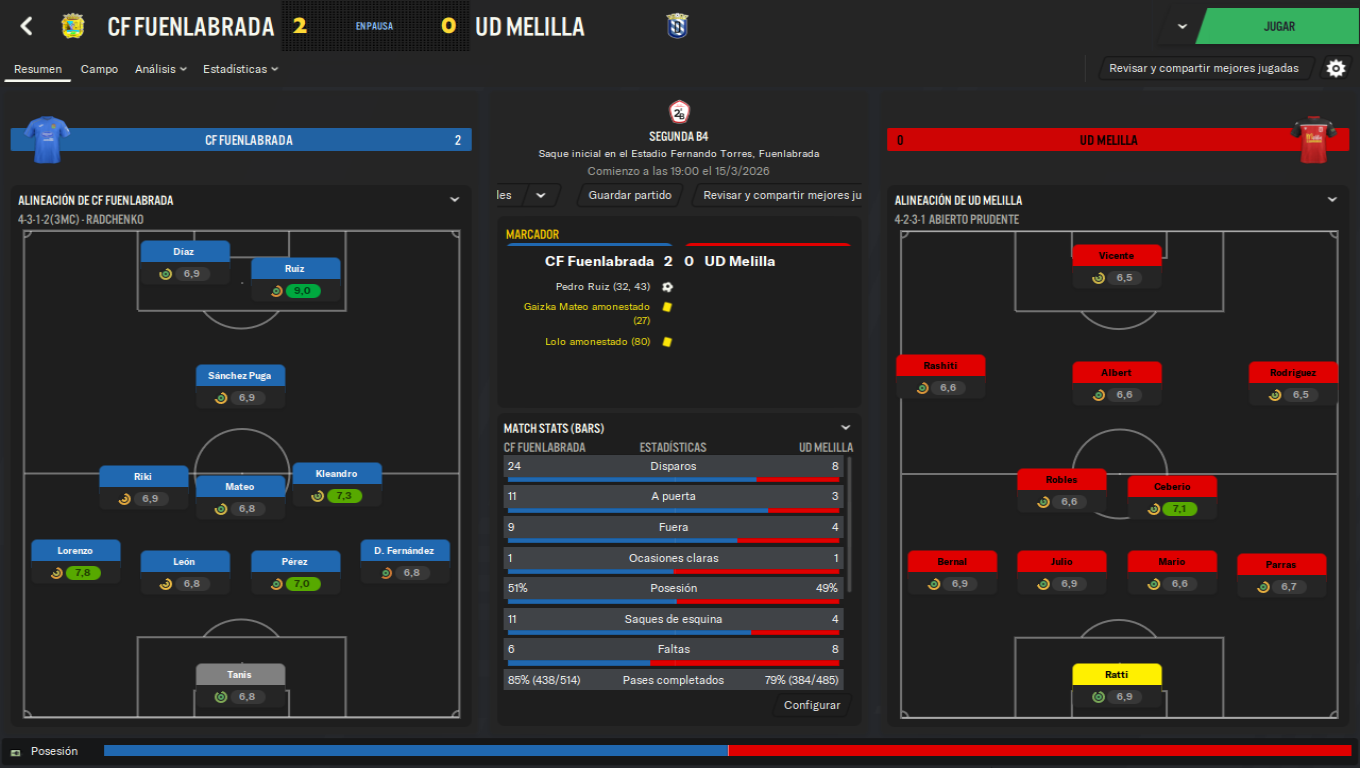 CF FUENLABRADA 2 EN PAUSA 0 UD MELILLA
JUGAR
Resumen Campo Análisis Estadísticas
Revisar y compartir mejores jugadas
CF FUENLABRADA 2
ALINEACIÓN DE CF FUENLABRADA
4-3-1-2(3MC) - RADCHENKO
Díaz
6,9
Ruiz
9,0
Sánchez Puga
6,9
Kleandro
7,3
Riki
6,9
Mateo
6,8
D. Fernández
6,8
Lorenzo
7,8
León
6,8
Pérez
7,0
Tanis
6,8
2B
SEGUNDA B4
Saque inicial en el Estadio Fernando Torres, Fuenlabrada
Comienzo a las 19:00 el 15/3/2026
les Guardar partido Revisar y compartir mejores ju
MARCADOR
CF Fuenlabrada 2 0 UD Melilla
Pedro Ruiz (32, 43)
Gaizka Mateo amonestado
(27)
Lolo amonestado (80)
MATCH STATS (BARS)
CF FUENLABRADA ESTADÍSTICAS UD MELILLA
24 Disparos 8
11 A puerta 3
9 Fuera 4
1 Ocasiones claras 1
51% Posesión 49%
11 Saques de esquina 4
6 Faltas 8
85% (438/514) Pases completados 79% (384/485)
Configurar
0 UD MELILLA
ALINEACIÓN DE UD MELILLA
4-2-3-1 ABIERTO PRUDENTE
Vicente
6,5
Rashiti
6,6
Albert
6,6
Rodríguez
6,5
Robles
6,6
Ceberio
7,1
Bernal
6,9
Julio
6,9
Mario
6,6
Parras
6,7
Ratti
6,9
Posesión